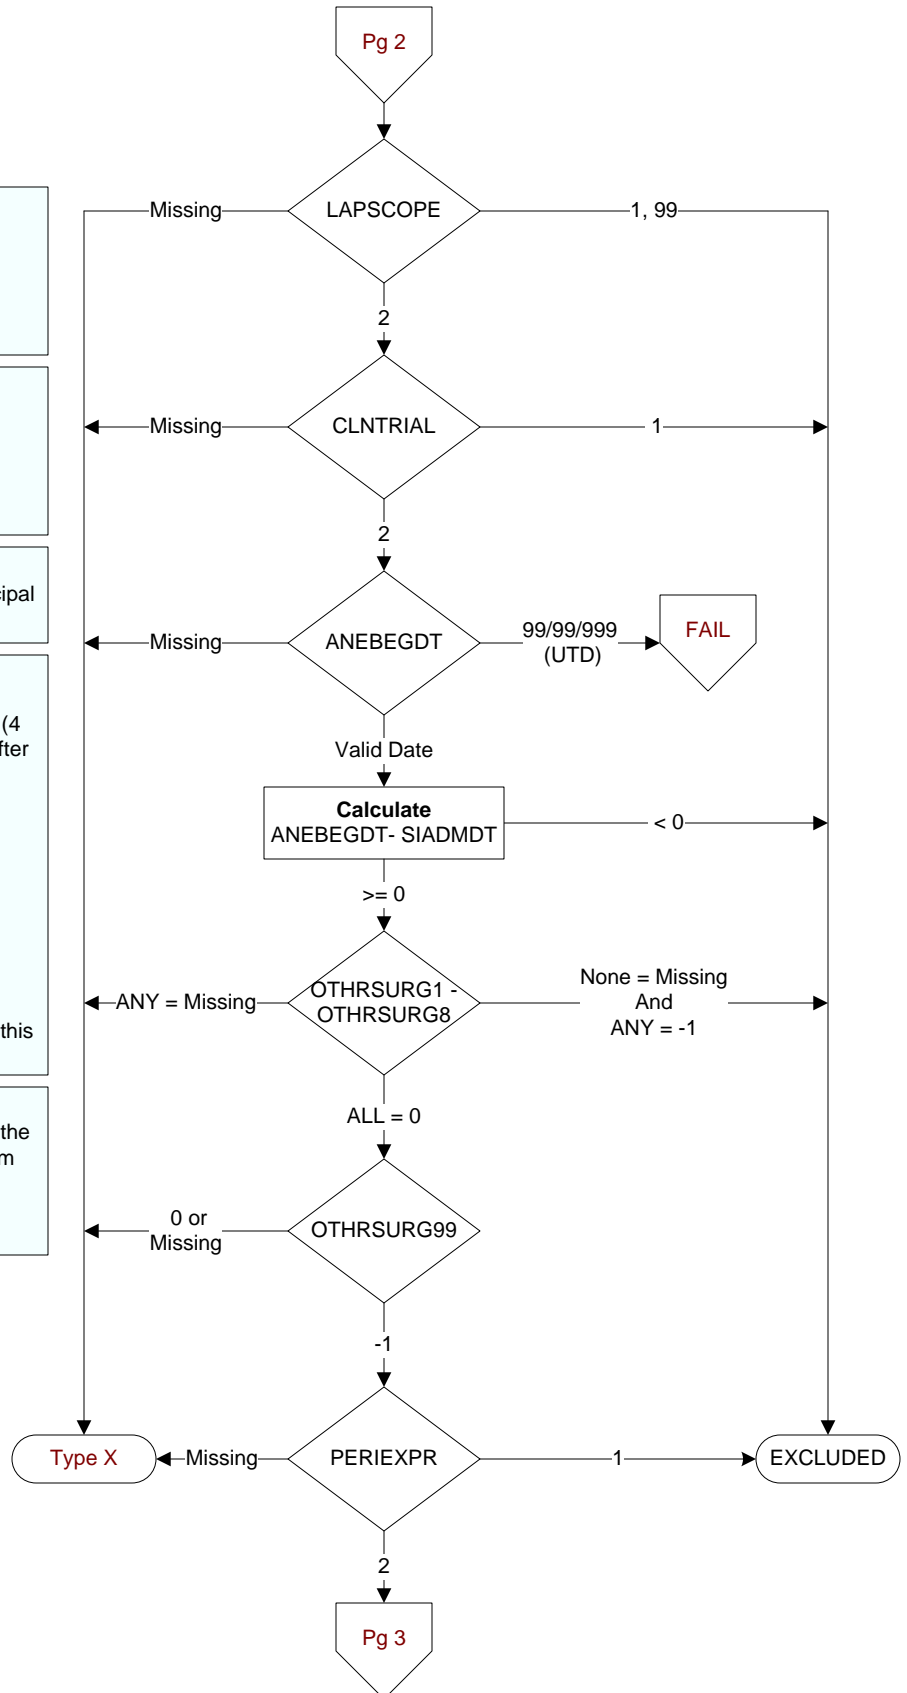 Pg 2
LAPSCOPE
Missing
1, 99
2
CLNTRIAL
Missing
1
2
cipal
ANEBEGDT
Missing
99/99/999
(UTD)
FAIL
(4
fter
Valid Date
Calculate
ANEBEGDT- SIADMDT
< 0
>= 0
OTHRSURG1 -
OTHRSURG8
ANY = Missing
None = Missing
And
ANY = -1
this
ALL = 0
the
m
OTHRSURG99
0 or
Missing
-1
Type X
Missing
PERIEXPR
1
EXCLUDED
2
Pg 3